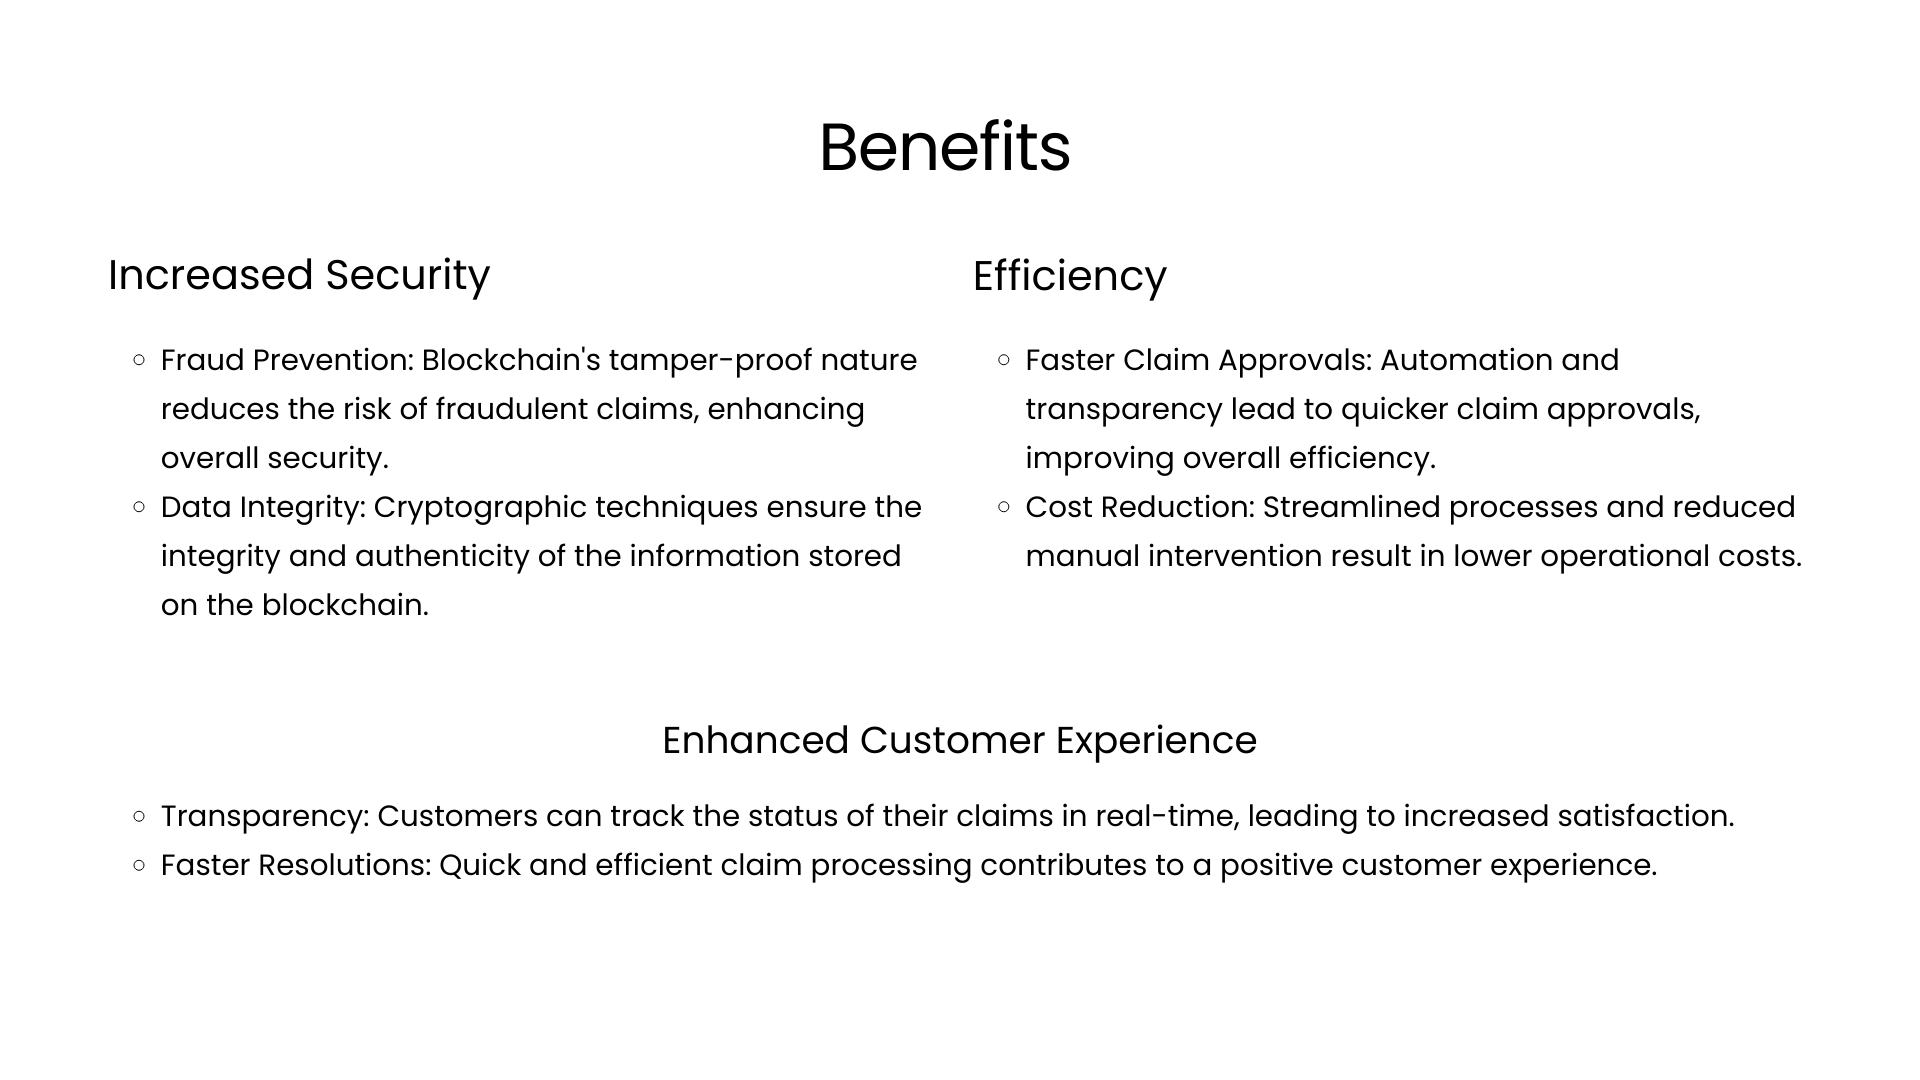 Benefits
Increased Security
○ Fraud Prevention: Blockchain's tamper-proof nature
reduces the risk of fraudulent claims, enhancing
overall security.
○ Data Integrity: Cryptographic techniques ensure the
integrity and authenticity of the information stored
on the blockchain.
Efficiency
○ Faster Claim Approvals: Automation and
transparency lead to quicker claim approvals,
improving overall efficiency.
○ Cost Reduction: Streamlined processes and reduced
manual intervention result in lower operational costs.
Enhanced Customer Experience
○ Transparency: Customers can track the status of their claims in real-time, leading to increased satisfaction.
○ Faster Resolutions: Quick and efficient claim processing contributes to a positive customer experience.